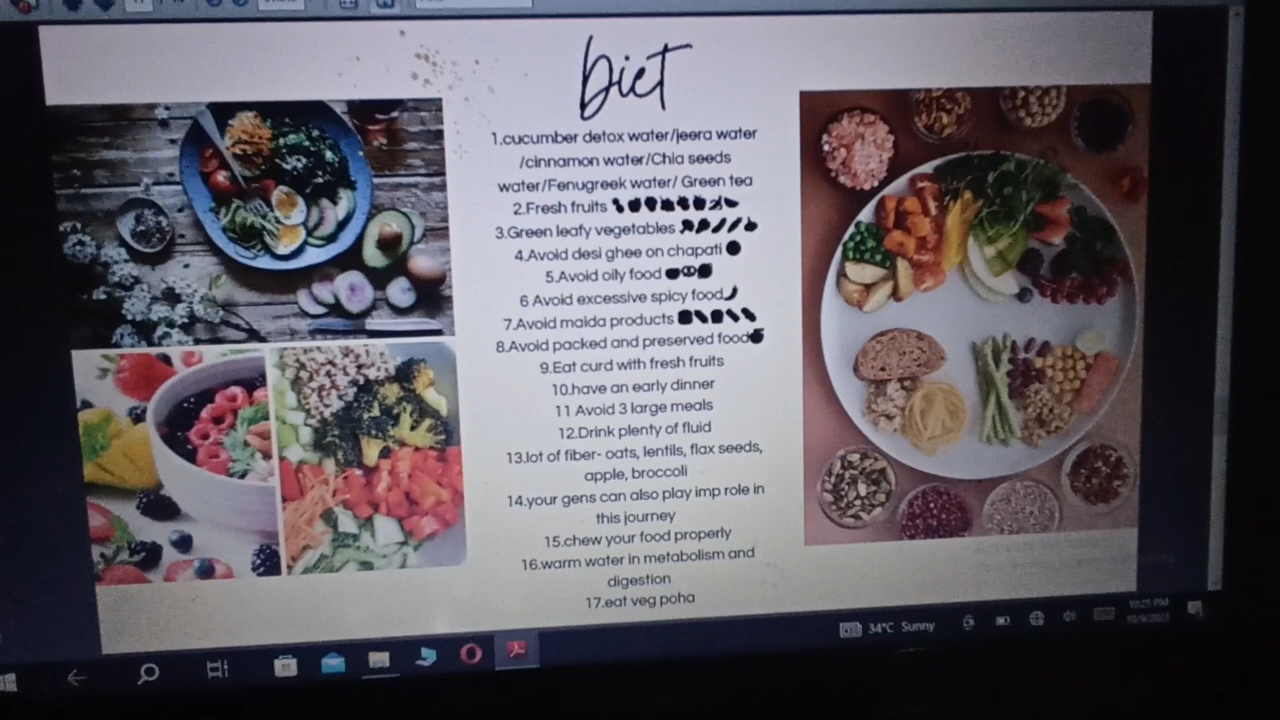 Diet
1.cucumber detox water/jeera water
/cinnamon water/Chia seeds
water/Fenugreek water/ Green tea
2.Fresh fruits
3.Green leafy vegetables
4.Avoid desi ghee on chapati
5.Avoid oily food
6 Avoid excessive spicy food
7.Avoid maida products
8.Avoid packed and preserved food
9.Eat curd with fresh fruits
10.have an early dinner
11 Avoid 3 large meals
12.Drink plenty of fluid
13.lot of fiber- oats, lentils, flax seeds,
apple, broccoli
14.your gens can also play imp role in
this journey
15.chew your food properly
16.warm water in metabolism and
digestion
17.eat veg poha
34°C Sunny